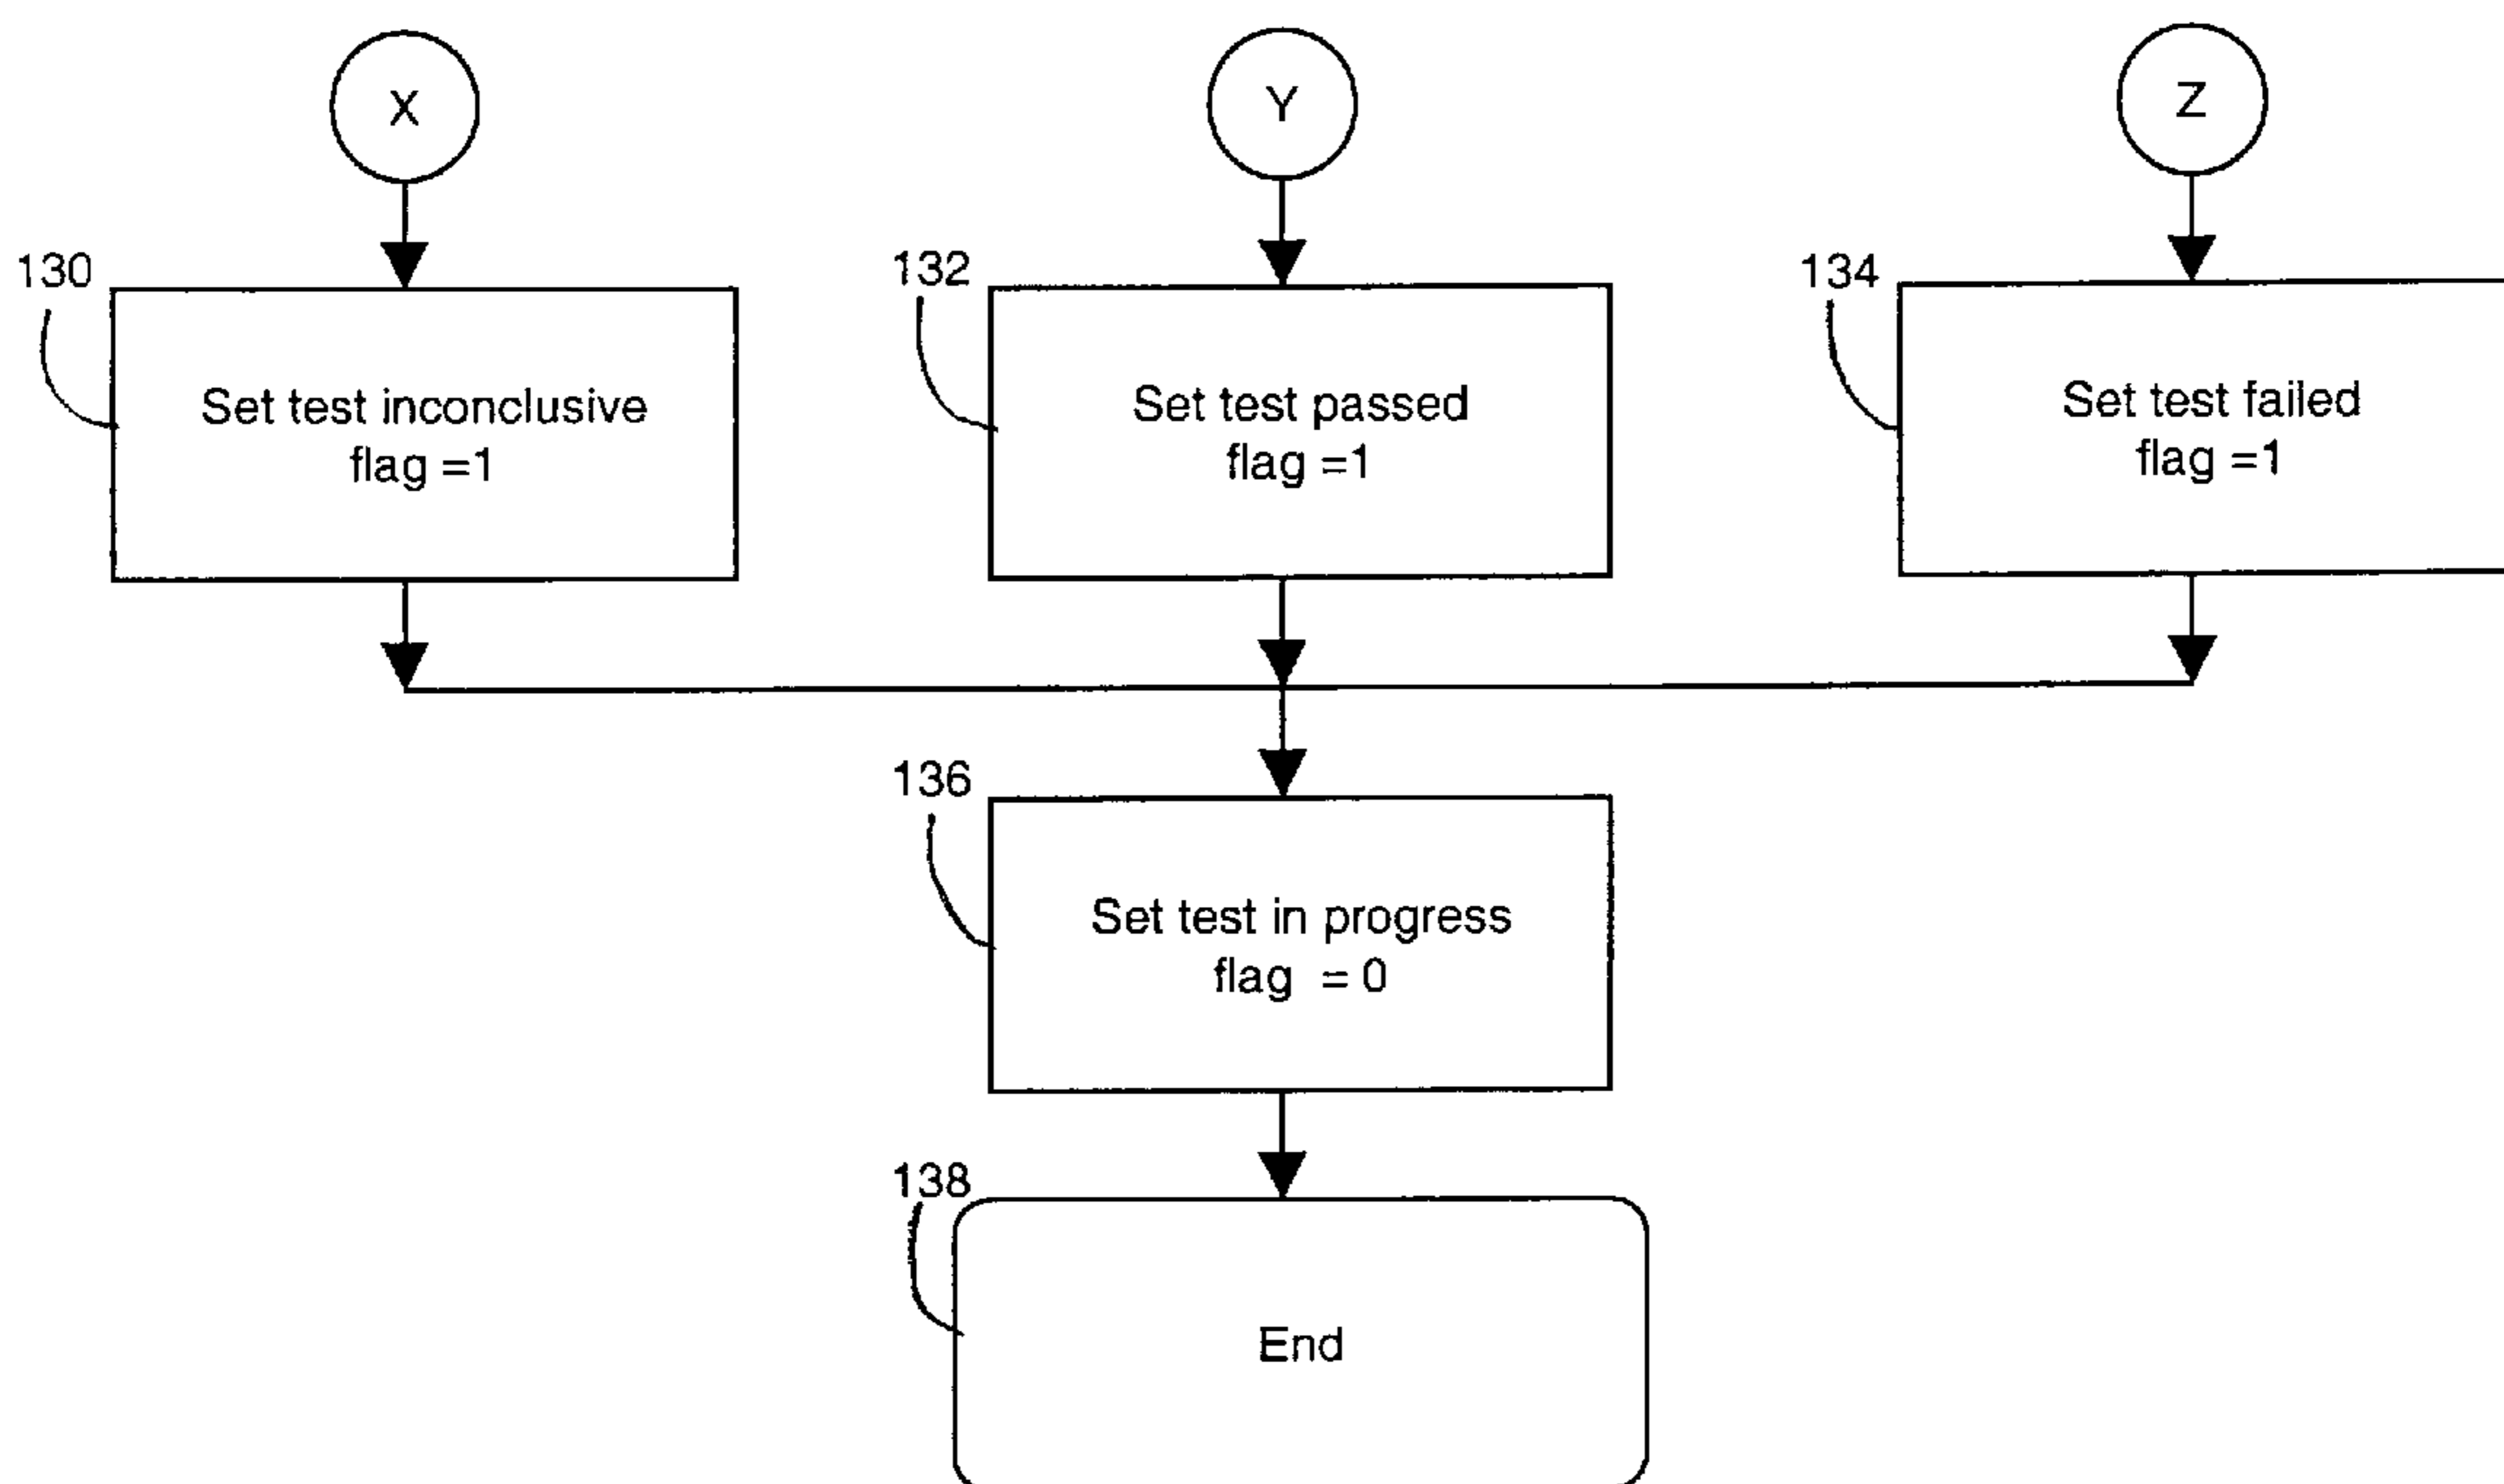 X
Y
Z
130
132
134
Set test inconclusive
flag =1
Set test passed
flag =1
Set test failed
flag =1
136
Set test in progress
flag = 0
138
End